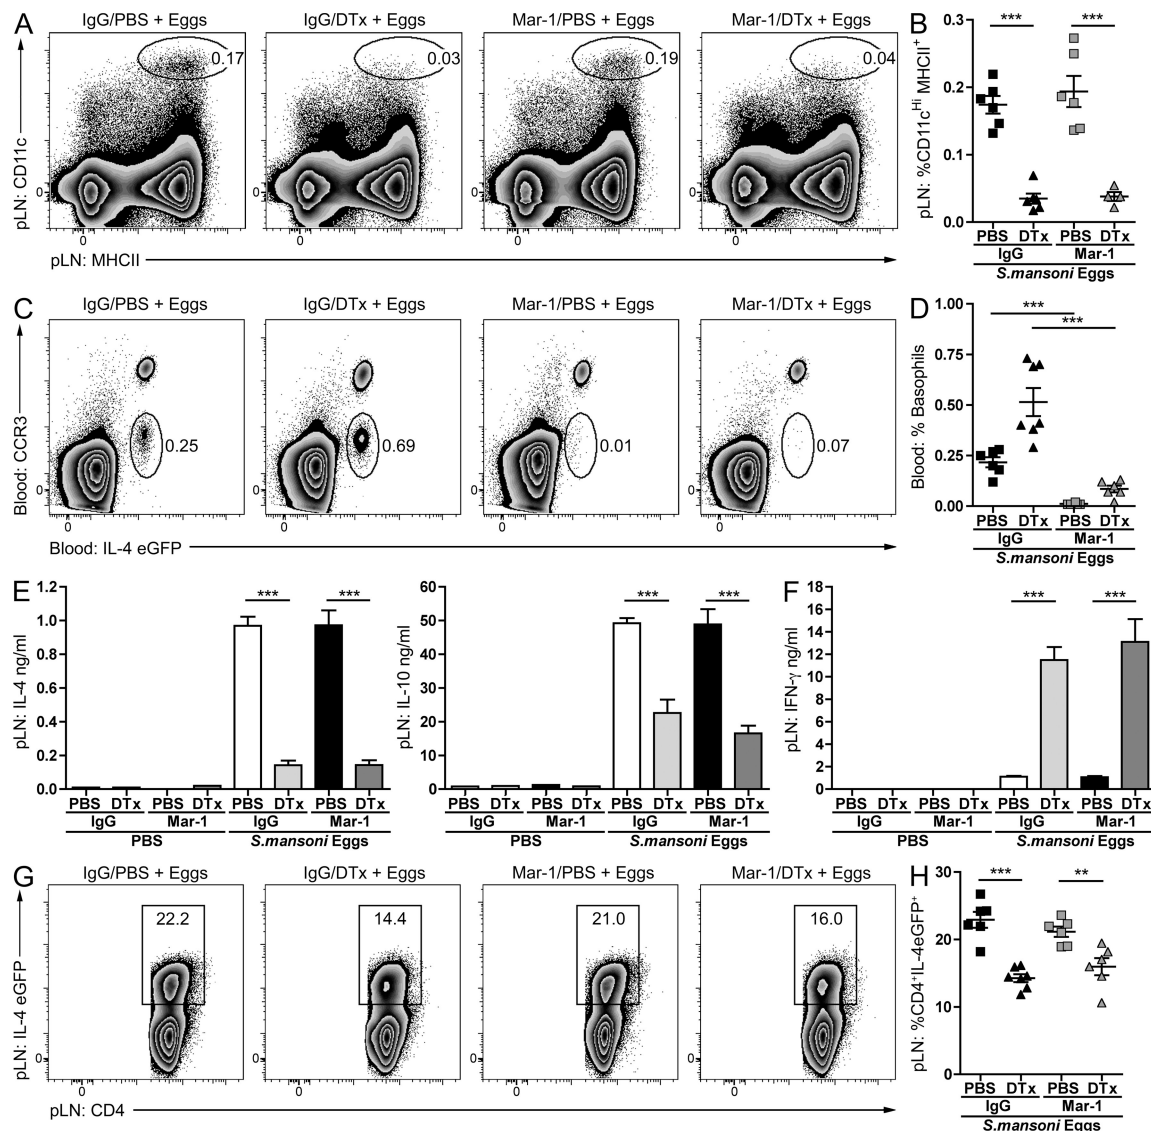 A
IgG/PBS + Eggs
IgG/DTx + Eggs
Mar-1/PBS + Eggs
Mar-1/DTx + Eggs
pLN: CD11c
0.17
0.03
0.19
0.04
0
0 0 0 0
pLN: MHCII
B
pLN: %CD11cHi MHCII+
0.3
0.2
0.1
0.0
*** ***
PBS DTx PBS DTx
IgG Mar-1
S.mansoni Eggs
C
IgG/PBS + Eggs
IgG/DTx + Eggs
Mar-1/PBS + Eggs
Mar-1/DTx + Eggs
Blood: CCR3
0.25
0.69
0.01
0.07
0
0 0 0 0
Blood: IL-4 eGFP
D
Blood: % Basophils
1.00
0.75
0.50
0.25
0.00
***
***
PBS DTx PBS DTx
IgG Mar-1
S.mansoni Eggs
E
pLN: IL-4 ng/ml
1.2
1.0
0.8
0.6
0.4
0.2
0.0
*** ***
PBS DTx PBS DTx PBS DTx PBS DTx
IgG Mar-1 IgG Mar-1
PBS S.mansoni Eggs
pLN: IL-10 ng/ml
60
50
40
30
20
10
0
*** ***
PBS DTx PBS DTx PBS DTx PBS DTx
IgG Mar-1 IgG Mar-1
PBS S.mansoni Eggs
F
pLN: IFN-γ ng/ml
18
16
14
12
10
8
6
4
2
0
*** ***
PBS DTx PBS DTx PBS DTx PBS DTx
IgG Mar-1 IgG Mar-1
PBS S.mansoni Eggs
G
IgG/PBS + Eggs
IgG/DTx + Eggs
Mar-1/PBS + Eggs
Mar-1/DTx + Eggs
pLN: IL-4 eGFP
22.2
14.4
21.0
16.0
0
0 0 0 0
pLN: CD4
H
pLN: %CD4+IL-4eGFP+
30
20
10
0
*** **
PBS DTx PBS DTx
IgG Mar-1
S.mansoni Eggs